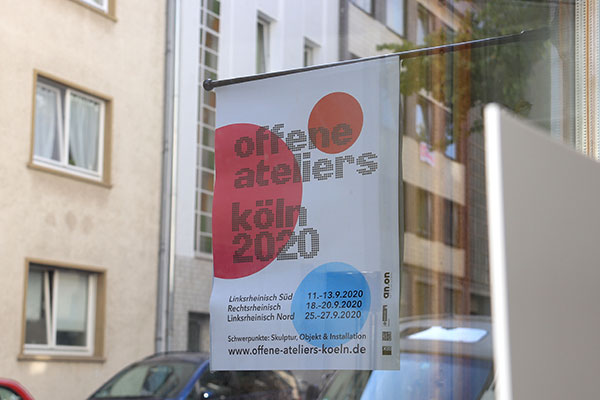 offene
ateliers
köln
2020
Linksrheinisch Süd 11.-13.9.2020
Rechtsrheinisch 18.-20.9.2020
Linksrheinisch Nord 25.-27.9.2020
Schwerpunkte: Skulptur, Objekt & Installation
www.offene-ateliers-koeln.de